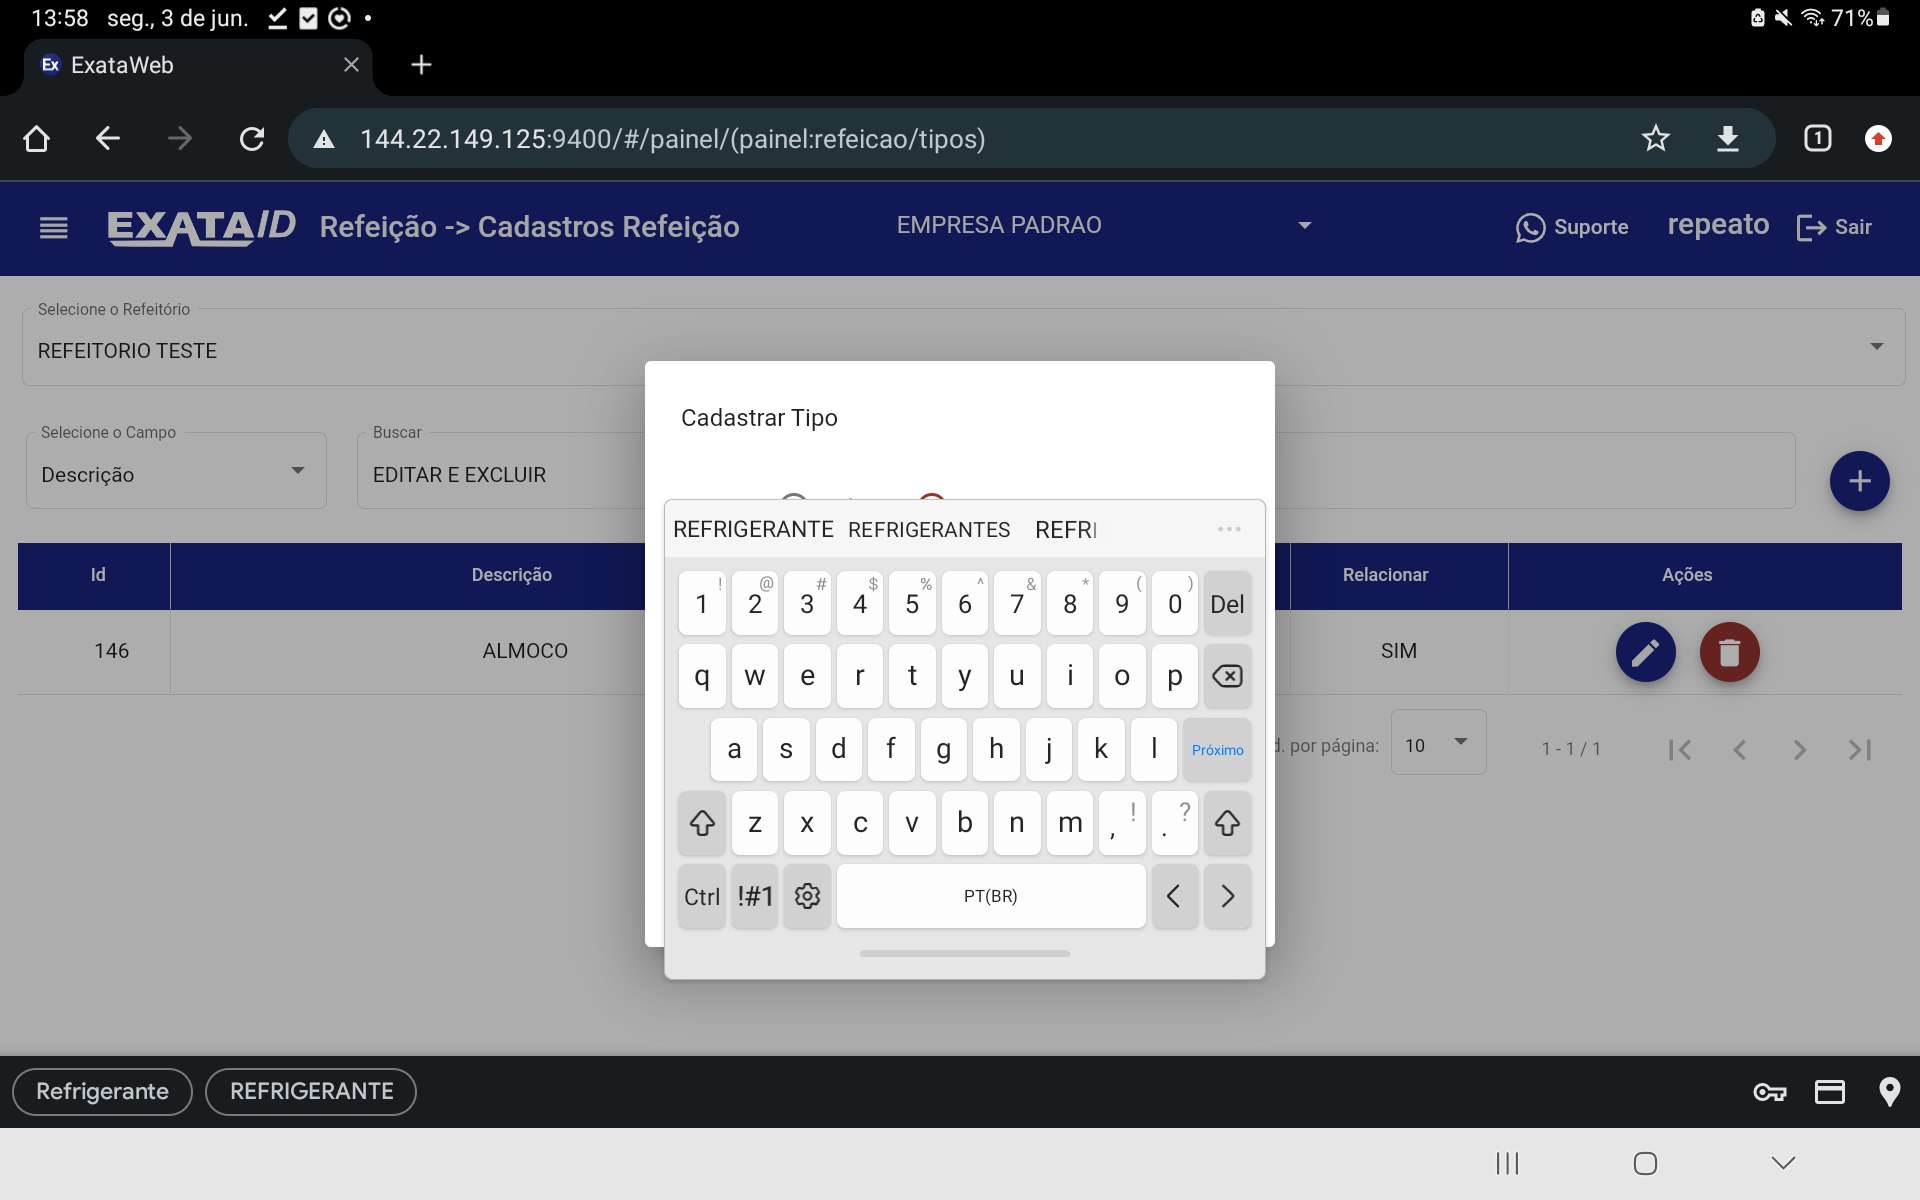 13:58 seg., 3 de jun. 71%
Ex ExataWeb
144.22.149.125:9400/#/painel/(painel:refeicao/tipos) 1
EXATAID Refeição -> Cadastros Refeição EMPRESA PADRAO Suporte repeato Sair
Selecione o Refeitório
REFEITORIO TESTE
Cadastrar Tipo
Selecione o Campo Buscar
Descrição EDITAR E EXCLUIR
REFRIGERANTE REFRIGERANTES REFRI ...
Id Descrição Relacionar Ações
! @ # $ % ^ & * ( )
1 2 3 4 5 6 7 8 9 0 Del
146 ALMOCO SIM
q w e r t y u i o p
a s d f g h j k l Próximo
d. por página: 10 1 - 1 / 1
z x c v b n m , ! . ?
Ctrl !#1 PT(BR) < >
Refrigerante REFRIGERANTE